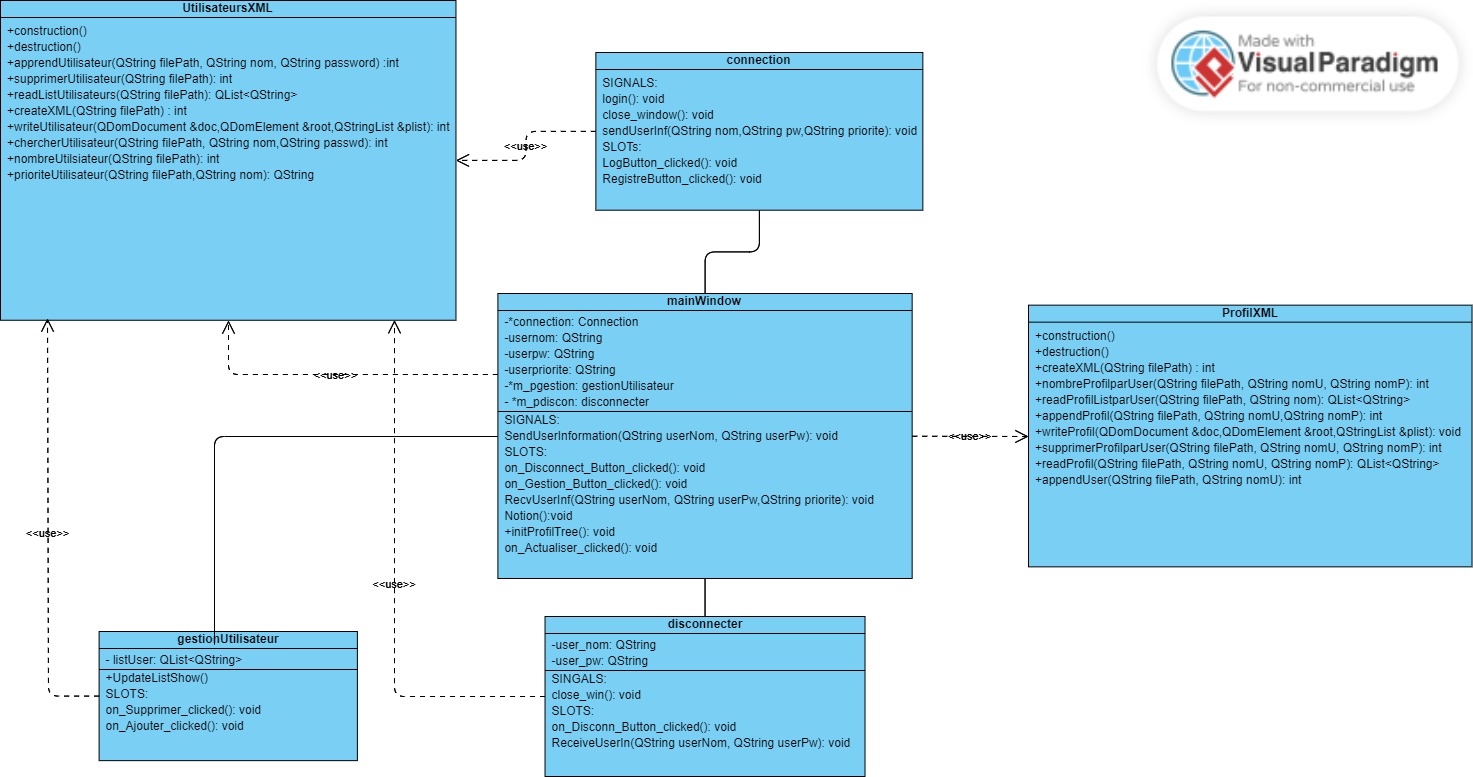 UtilisateursXML
+construction()
+destruction()
+apprendUtilisateur(QString filePath, QString nom, QString password) :int
+supprimerUtilisateur(QString filePath): int
+readListUtilisateurs(QString filePath): QList<QString>
+createXML(QString filePath) : int
+writeUtilisateur(QDomDocument &doc,QDomElement &root,QStringList &plist): int
+chercherUtlisateur(QString filePath, QString nom,QString passwd): int
+nombreUtilsiateur(QString filePath): int
+prioriteUtlisateur(QString filePath,QString nom): QString
connection
SIGNALS:
login(): void
close_window(): void
sendUserInf(QString nom,QString pw,QString priorite): void
SLOTs:
LogButton_clicked(): void
RegistreButton_clicked(): void
Made with
VisualParadigm
For non-commercial use
<<use>>
mainWindow
-*connection: Connection
-usernom: QString
-userpw: QString
-userpriorite: QString
-*m_pgestion: gestionUtilisateur
- *m_pdiscon: disconnecter
SIGNALS:
SendUserInformation(QString userNom, QString userPw): void
SLOTS:
on_Disconnect_Button_clicked(): void
on_Gestion_Button_clicked(): void
RecvUserInf(QString userNom, QString userPw,QString priorite): void
Notion():void
+initProfilTree(): void
on_Actualiser_clicked(): void
<<use>>
<<use>>
ProfilXML
+construction()
+destruction()
+createXML(QString filePath) : int
+nombreProfilparUser(QString filePath, QString nomU, QString nomP): int
+readProfilListparUser(QString filePath, QString nom): QList<QString>
+appendProfil(QString filePath, QString nomU,QString nomP): int
+writeProfil(QDomDocument &doc,QDomElement &root,QStringList &plist): void
+supprimerProfilparUser(QString filePath, QString nomU, QString nomP): int
+readProfil(QString filePath, QString nomU, QString nomP): QList<QString>
+appendUser(QString filePath, QString nomU): int
<<use>>
<<use>>
gestionUtilisateur
- listUser: QList<QString>
+UpdateListShow()
SLOTS:
on_Supprimer_clicked(): void
on_Ajouter_clicked(): void
disconnecter
-user_nom: QString
-user_pw: QString
SINGALS:
close_win(): void
SLOTS:
on_Disconn_Button_clicked(): void
ReceiveUserIn(QString userNom, QString userPw): void